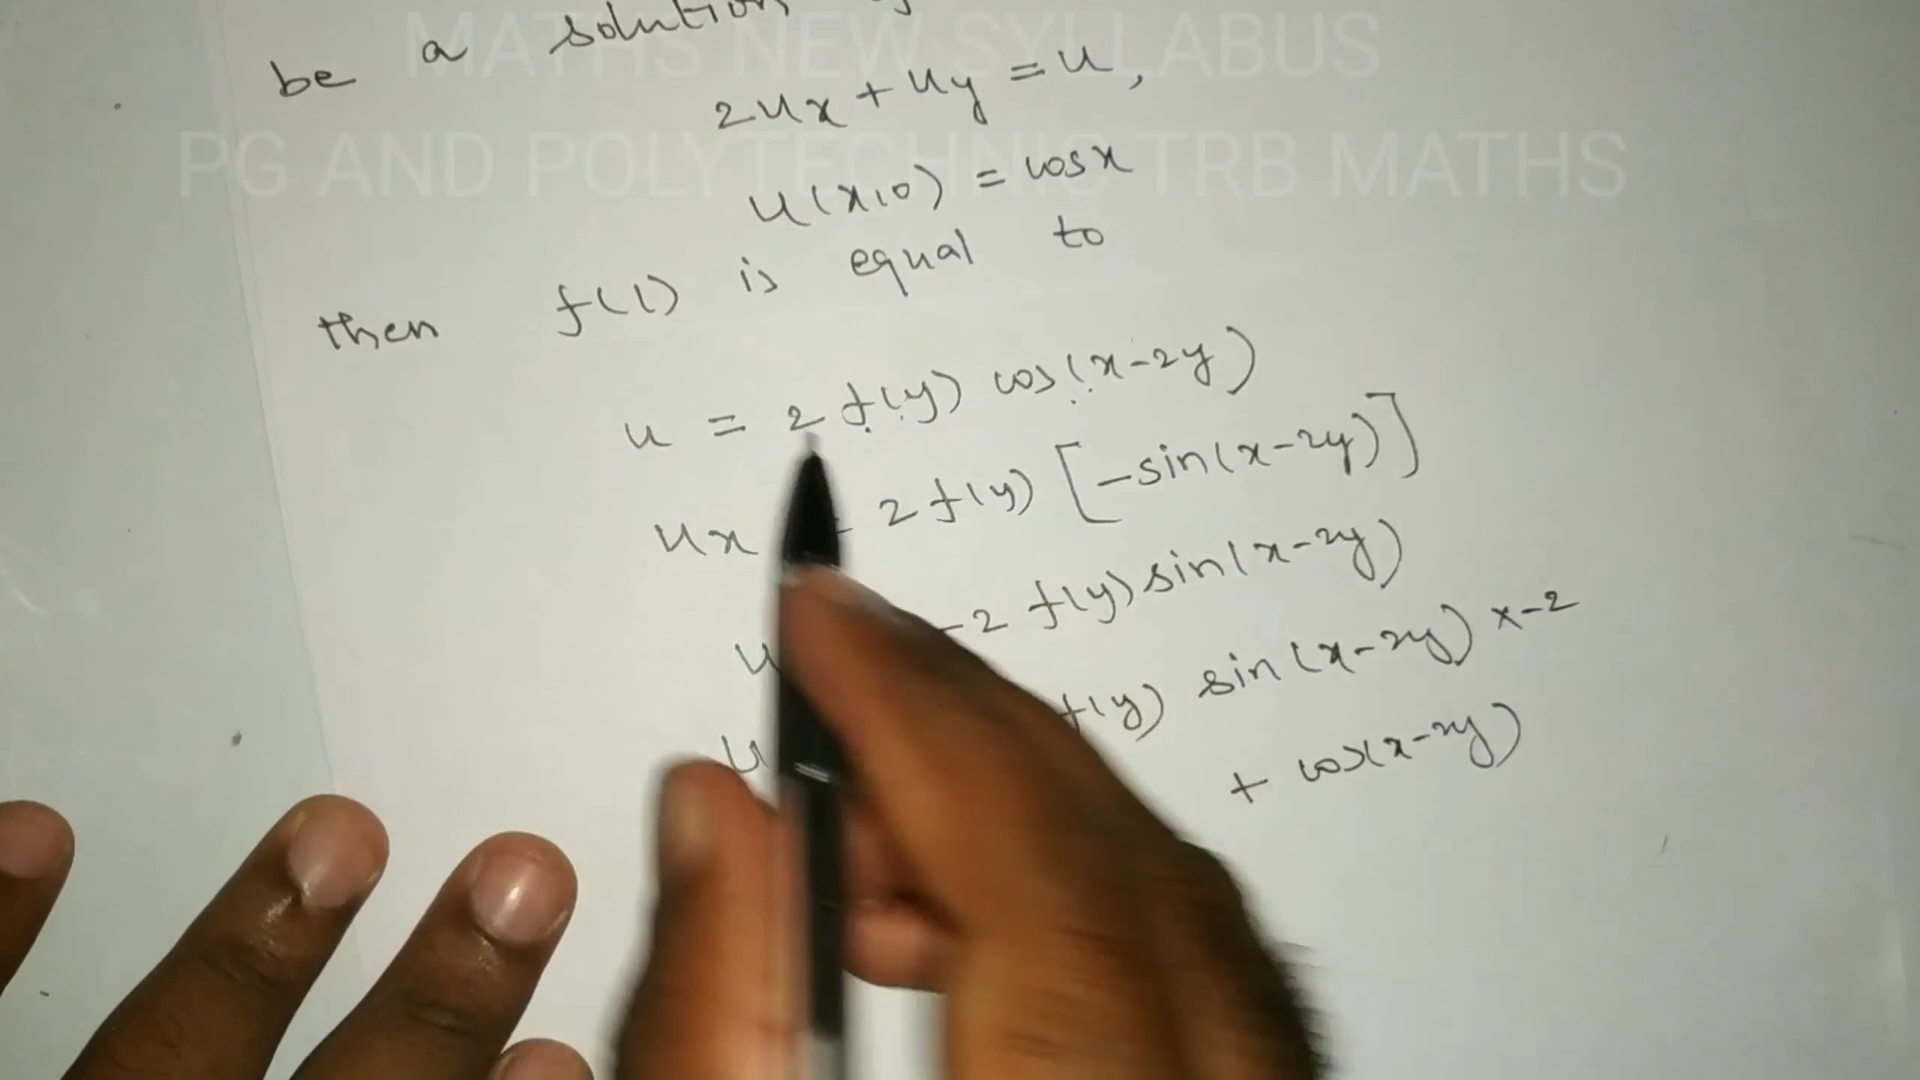 be a solution
MATHS NEW SYLLABUS
2ux + uy = u,
PG AND POLYTECHNIC TRB MATHS
u(x,0) = cosx
then f(1) is equal to
u = 2 f(y) cos(x-2y)
ux = 2 f(y) [-sin(x-2y)]
u -2 f(y) sin(x-2y)
u f(y) sin(x-2y) x-2
+ cos(x-2y)